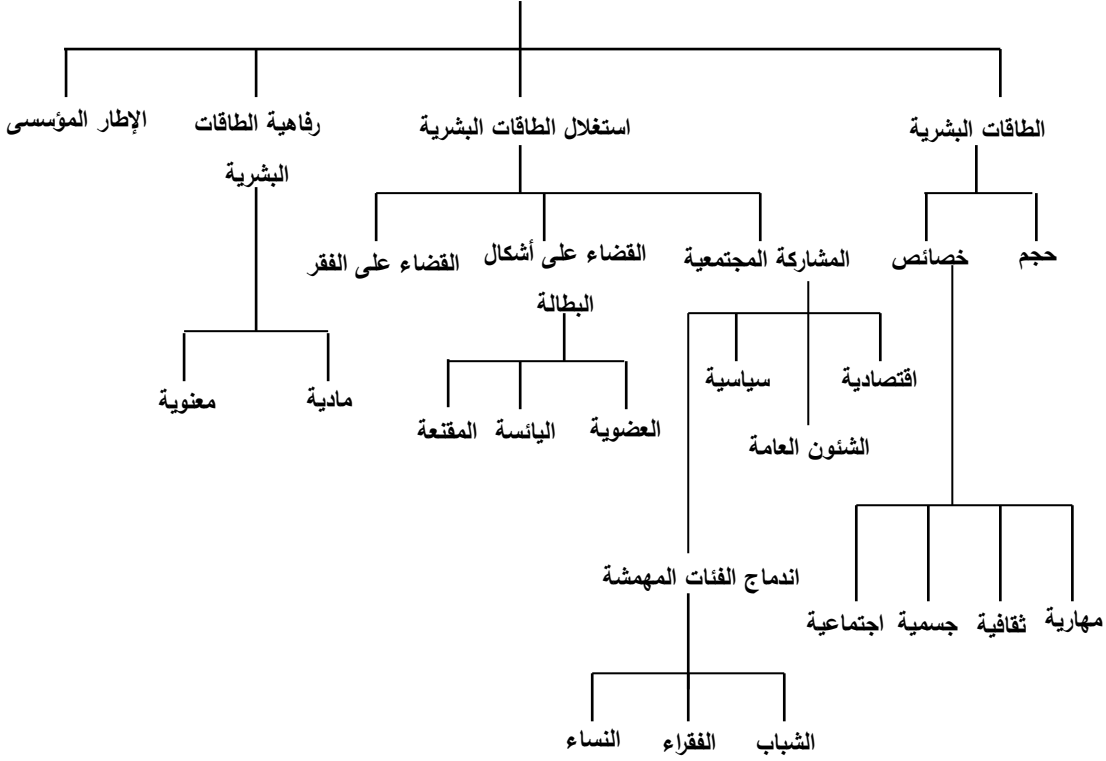 الطاقات البشرية
استغلال الطاقات البشرية
رفاهية الطاقات
البشرية
الإطار المؤسسى
حجم
خصائص
المشاركة المجتمعية
القضاء على أشكال
البطالة
القضاء على الفقر
اقتصادية
سياسية
الشئون العامة
العضوية
اليائسة
المقنعة
مادية
معنوية
اندماج الفئات المهمشة
مهارية
ثقافية
جسمية
اجتماعية
الشباب
الفقراء
النساء